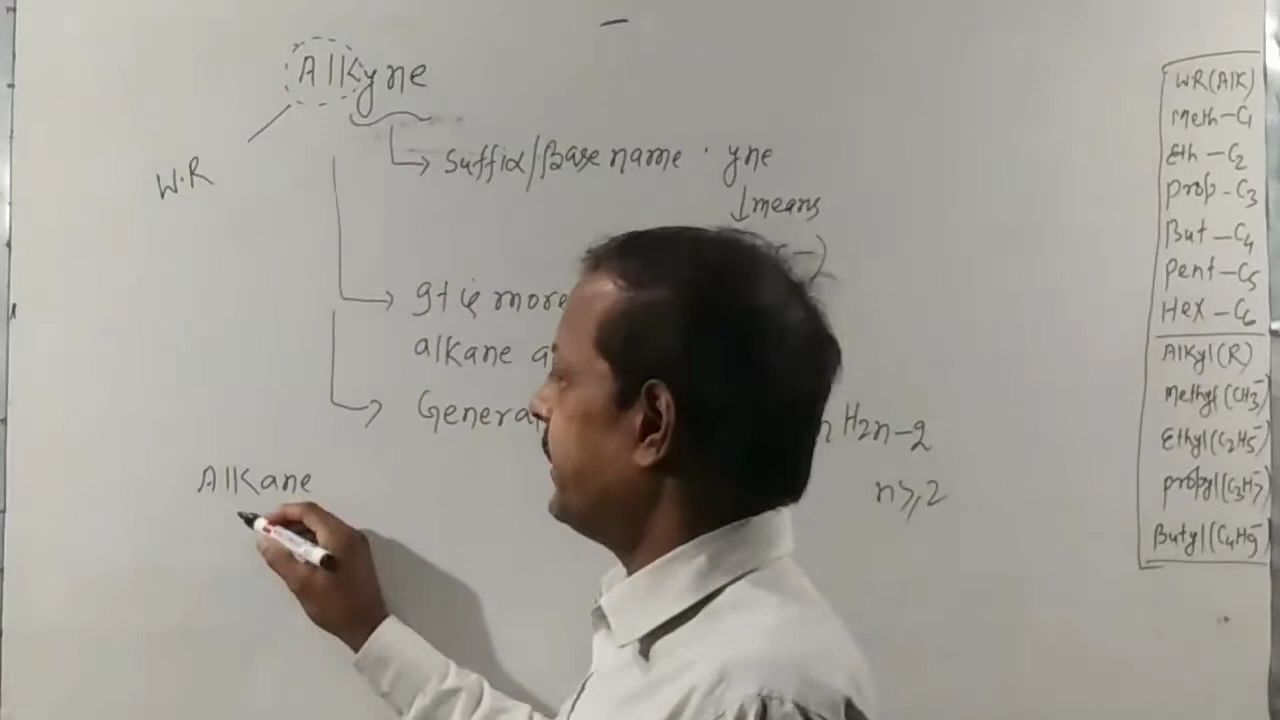 Alkyne
W.R
Suffix/Base name · yne
↓means
It is more
alkane a
General
n H2n-2
n≥2
Alkane
WR(Alk)
Meth-C1
Eth-C2
Prop-C3
But-C4
Pent-C5
Hex-C6
Alkyl(R)
Methyl(CH3-)
Ethyl(C2H5-)
Propyl(C3H7-)
Butyl(C4H9-)